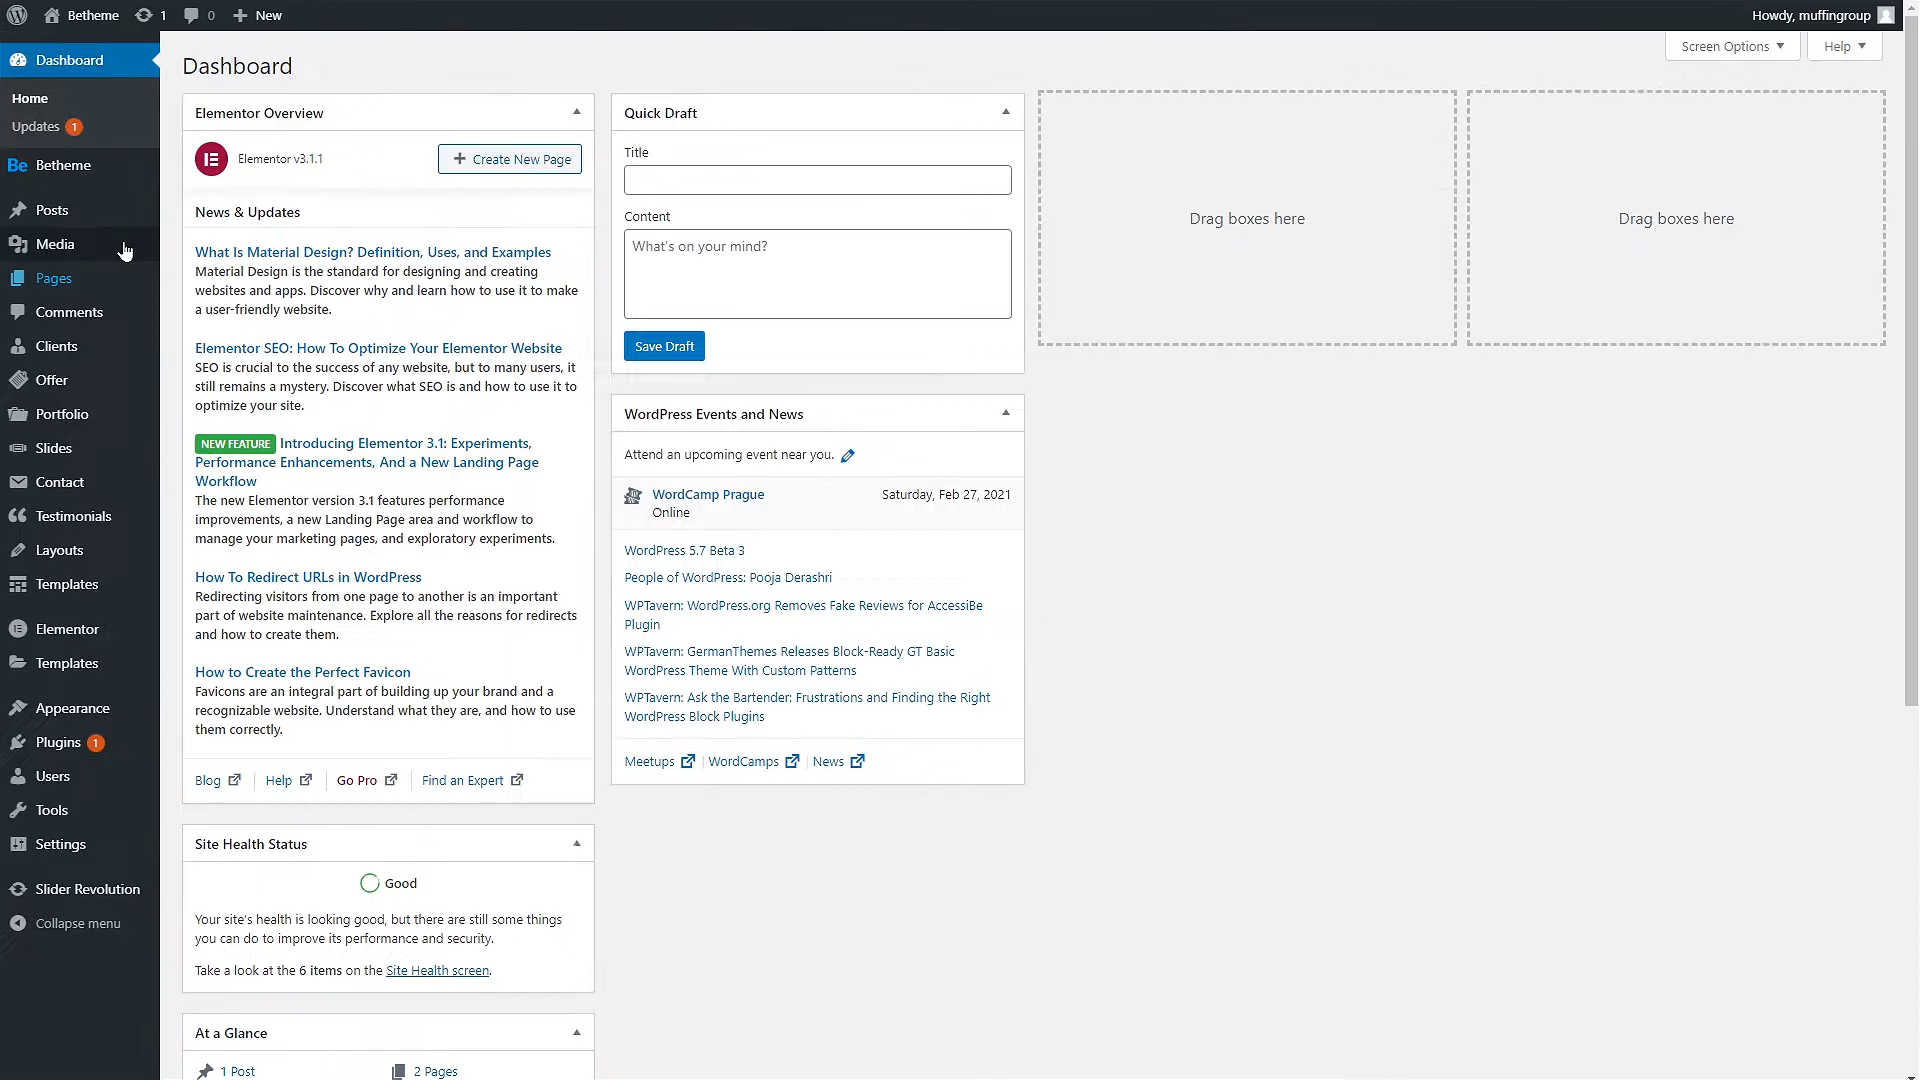 Betheme
1
0
New
Howdy, muffingroup
Dashboard
Home
Updates 1
Be Betheme
Posts
Media
Pages
Comments
Clients
Offer
Portfolio
Slides
Contact
Testimonials
Layouts
Templates
Elementor
Templates
Appearance
Plugins 1
Users
Tools
Settings
Slider Revolution
Collapse menu
Screen Options
Help
Dashboard
Elementor Overview
Elementor v3.1.1
Create New Page
News & Updates
What Is Material Design? Definition, Uses, and Examples
Material Design is the standard for designing and creating
websites and apps. Discover why and learn how to use it to make
a user-friendly website.
Elementor SEO: How To Optimize Your Elementor Website
SEO is crucial to the success of any website, but to many users, it
still remains a mystery. Discover what SEO is and how to use it to
optimize your site.
NEW FEATURE Introducing Elementor 3.1: Experiments,
Performance Enhancements, And a New Landing Page
Workflow
The new Elementor version 3.1 features performance
improvements, a new Landing Page area and workflow to
manage your marketing pages, and exploratory experiments.
How To Redirect URLs in WordPress
Redirecting visitors from one page to another is an important
part of website maintenance. Explore all the reasons for redirects
and how to create them.
How to Create the Perfect Favicon
Favicons are an integral part of building up your brand and a
recognizable website. Understand what they are, and how to use
them correctly.
Blog Help Go Pro Find an Expert
Site Health Status
Good
Your site's health is looking good, but there are still some things
you can do to improve its performance and security.
Take a look at the 6 items on the Site Health screen.
At a Glance
1 Post
2 Pages
Quick Draft
Title
Content
What's on your mind?
Save Draft
WordPress Events and News
Attend an upcoming event near you.
WordCamp Prague
Saturday, Feb 27, 2021
Online
WordPress 5.7 Beta 3
People of WordPress: Pooja Derashri
WPTavern: WordPress.org Removes Fake Reviews for AccessiBe
Plugin
WPTavern: GermanThemes Releases Block-Ready GT Basic
WordPress Theme With Custom Patterns
WPTavern: Ask the Bartender: Frustrations and Finding the Right
WordPress Block Plugins
Meetups | WordCamps | News
Drag boxes here
Drag boxes here